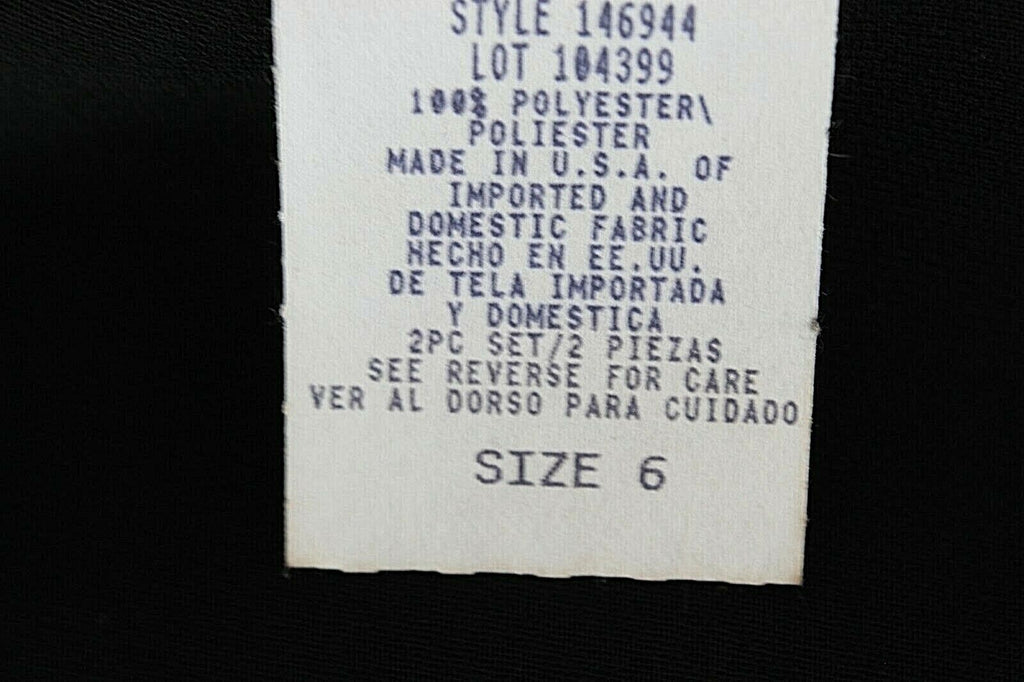 STYLE 146944
LOT 104399
100% POLYESTER\
POLIESTER
MADE IN U.S.A. OF
IMPORTED AND
DOMESTIC FABRIC
HECHO EN EE.UU.
DE TELA IMPORTADA
Y DOMESTICA
2PC SET/2 PIEZAS
SEE REVERSE FOR CARE
VER AL DORSO PARA CUIDADO
SIZE 6